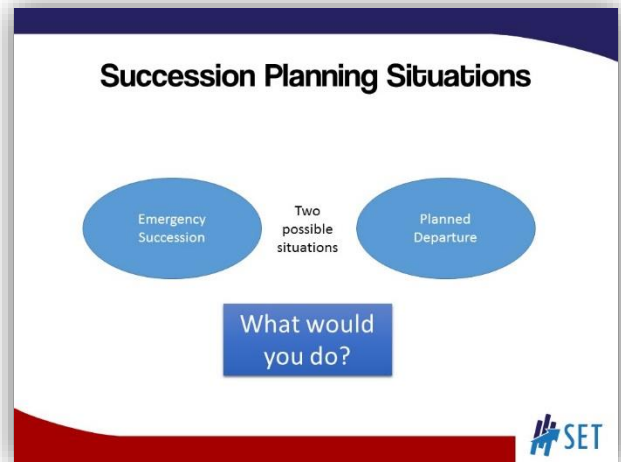 Succession Planning Situations
Emergency
Succession
Two
possible
situations
Planned
Departure
What would
you do?
SET